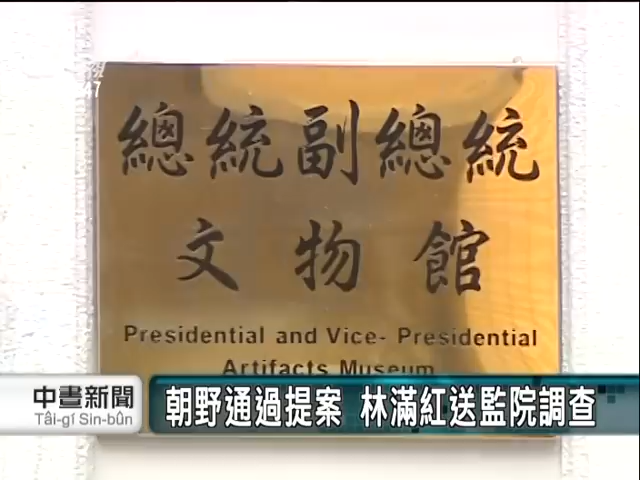 總統副總統
文物館
Presidential and Vice- Presidential
Artifacts Museum
中晝新聞
Tâi-gí Sin-bûn
朝野通過提案 林滿紅送監院調查